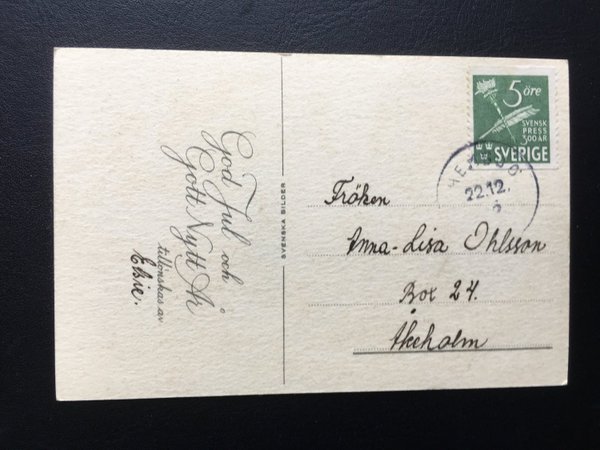 God Jul och
Gott Nytt År
tillönskas av
Elsie.
SVENSKA BILDER
5 öre
SVENSK
PRESS
300 ÅR
SVERIGE
22.12.
Fröken
Anna-Lisa Ohlsson
Box 24.
Åkeholm